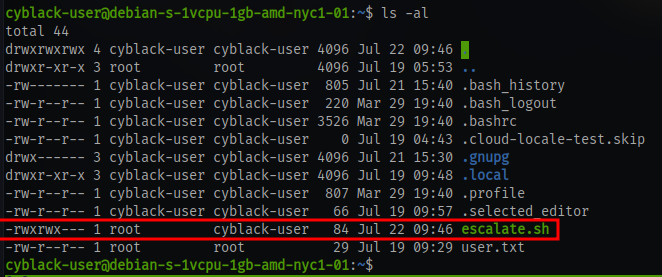 cyblack-user@debian-s-1vcpu-1gb-amd-nyc1-01:~$ ls -al
total 44
drwxrwxrwx 4 cyblack-user cyblack-user 4096 Jul 22 09:46 .
drwxr-xr-x 3 root         root         4096 Jul 19 05:53 ..
-rw------- 1 cyblack-user cyblack-user  805 Jul 21 15:40 .bash_history
-rw-r--r-- 1 cyblack-user cyblack-user  220 Mar 29 19:40 .bash_logout
-rw-r--r-- 1 cyblack-user cyblack-user 3526 Mar 29 19:40 .bashrc
-rw-r--r-- 1 cyblack-user cyblack-user    0 Jul 19 04:43 .cloud-locale-test.skip
drwx------ 3 cyblack-user cyblack-user 4096 Jul 21 15:30 .gnupg
drwxr-xr-x 3 cyblack-user cyblack-user 4096 Jul 19 09:48 .local
-rw-r--r-- 1 cyblack-user cyblack-user  807 Mar 29 19:40 .profile
-rw-r--r-- 1 cyblack-user cyblack-user   66 Jul 19 09:57 .selected_editor
-rwxrwx--- 1 root         cyblack-user   84 Jul 22 09:46 escalate.sh
-rw-r--r-- 1 root         root           29 Jul 19 09:29 user.txt
cyblack-user@debian-s-1vcpu-1gb-amd-nyc1-01:~$